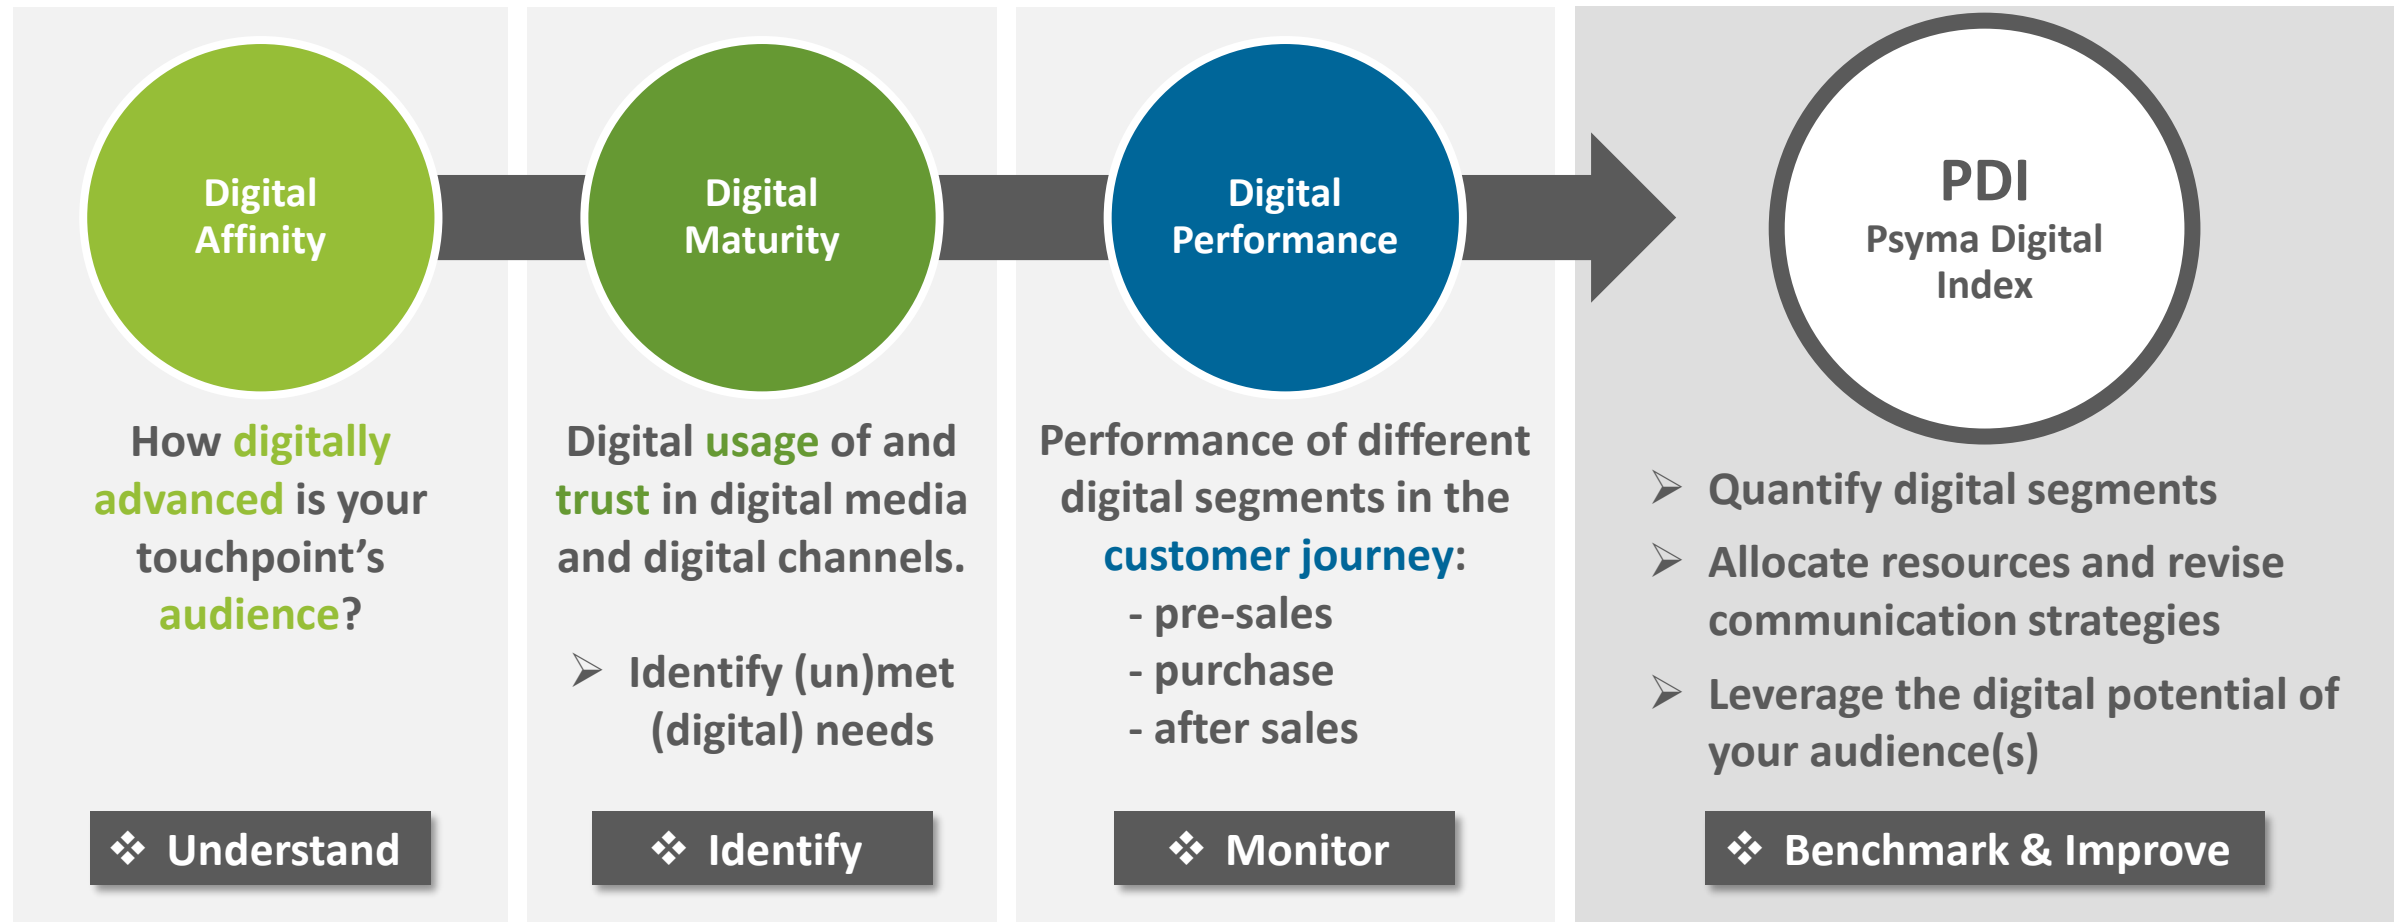 Digital
Affinity
How digitally
advanced is your
touchpoint’s
audience?
❖ Understand
Digital
Maturity
Digital usage of and
trust in digital media
and digital channels.
➢ Identify (un)met
(digital) needs
❖ Identify
Digital
Performance
Performance of different
digital segments in the
customer journey:
- pre-sales
- purchase
- after sales
❖ Monitor
PDI
Psyma Digital
Index
➢ Quantify digital segments
➢ Allocate resources and revise
communication strategies
➢ Leverage the digital potential of
your audience(s)
❖ Benchmark & Improve